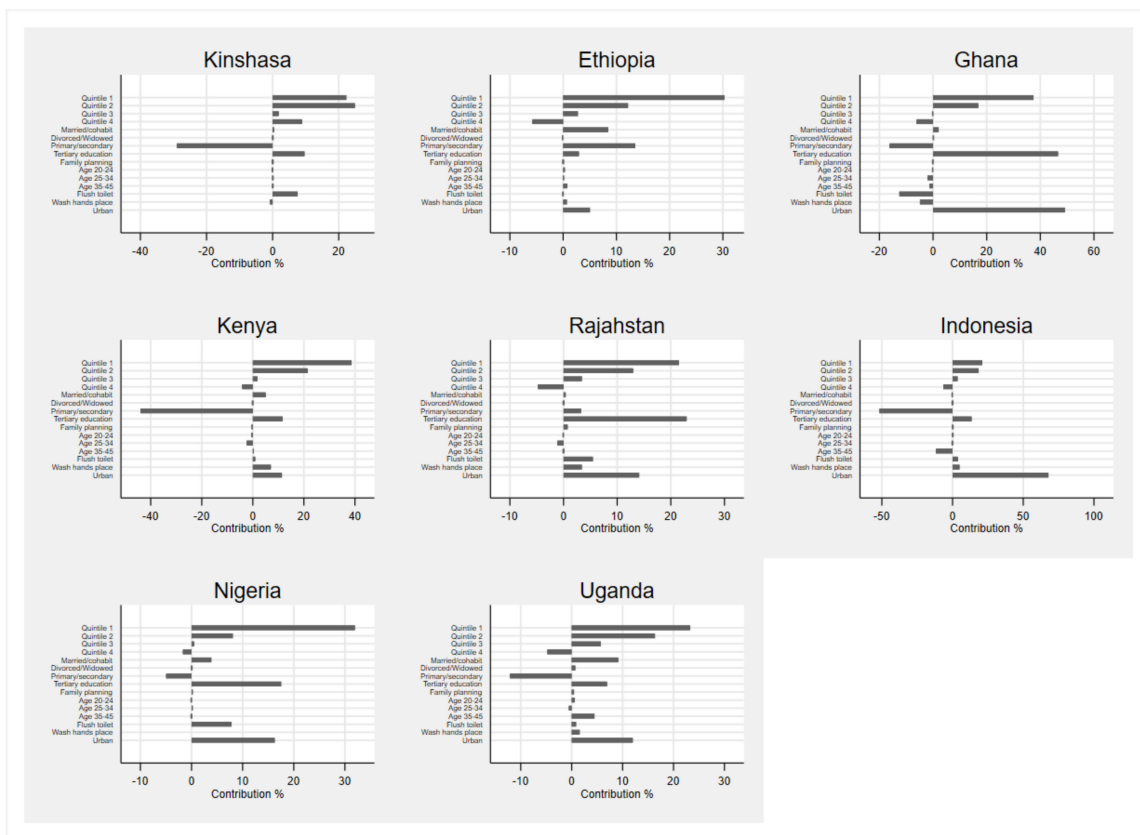 Kinshasa
Quintile 1
Quintile 2
Quintile 3
Quintile 4
Married/cohabit
Divorced/Widowed
Primary/secondary
Tertiary education
Family planning
Age 20-24
Age 25-34
Age 35-45
Flush toilet
Wash hands place
Urban
-40 -20 0 20
Contribution %
Ethiopia
Quintile 1
Quintile 2
Quintile 3
Quintile 4
Married/cohabit
Divorced/Widowed
Primary/secondary
Tertiary education
Family planning
Age 20-24
Age 25-34
Age 35-45
Flush toilet
Wash hands place
Urban
-10 0 10 20 30
Contribution %
Ghana
Quintile 1
Quintile 2
Quintile 3
Quintile 4
Married/cohabit
Divorced/Widowed
Primary/secondary
Tertiary education
Family planning
Age 20-24
Age 25-34
Age 35-45
Flush toilet
Wash hands place
Urban
-20 0 20 40 60
Contribution %
Kenya
Quintile 1
Quintile 2
Quintile 3
Quintile 4
Married/cohabit
Divorced/Widowed
Primary/secondary
Tertiary education
Family planning
Age 20-24
Age 25-34
Age 35-45
Flush toilet
Wash hands place
Urban
-40 -20 0 20 40
Contribution %
Rajahstan
Quintile 1
Quintile 2
Quintile 3
Quintile 4
Married/cohabit
Divorced/Widowed
Primary/secondary
Tertiary education
Family planning
Age 20-24
Age 25-34
Age 35-45
Flush toilet
Wash hands place
Urban
-10 0 10 20 30
Contribution %
Indonesia
Quintile 1
Quintile 2
Quintile 3
Quintile 4
Married/cohabit
Divorced/Widowed
Primary/secondary
Tertiary education
Family planning
Age 20-24
Age 25-34
Age 35-45
Flush toilet
Wash hands place
Urban
-50 0 50 100
Contribution %
Nigeria
Quintile 1
Quintile 2
Quintile 3
Quintile 4
Married/cohabit
Divorced/Widowed
Primary/secondary
Tertiary education
Family planning
Age 20-24
Age 25-34
Age 35-45
Flush toilet
Wash hands place
Urban
-10 0 10 20 30
Contribution %
Uganda
Quintile 1
Quintile 2
Quintile 3
Quintile 4
Married/cohabit
Divorced/Widowed
Primary/secondary
Tertiary education
Family planning
Age 20-24
Age 25-34
Age 35-45
Flush toilet
Wash hands place
Urban
-10 0 10 20 30
Contribution %